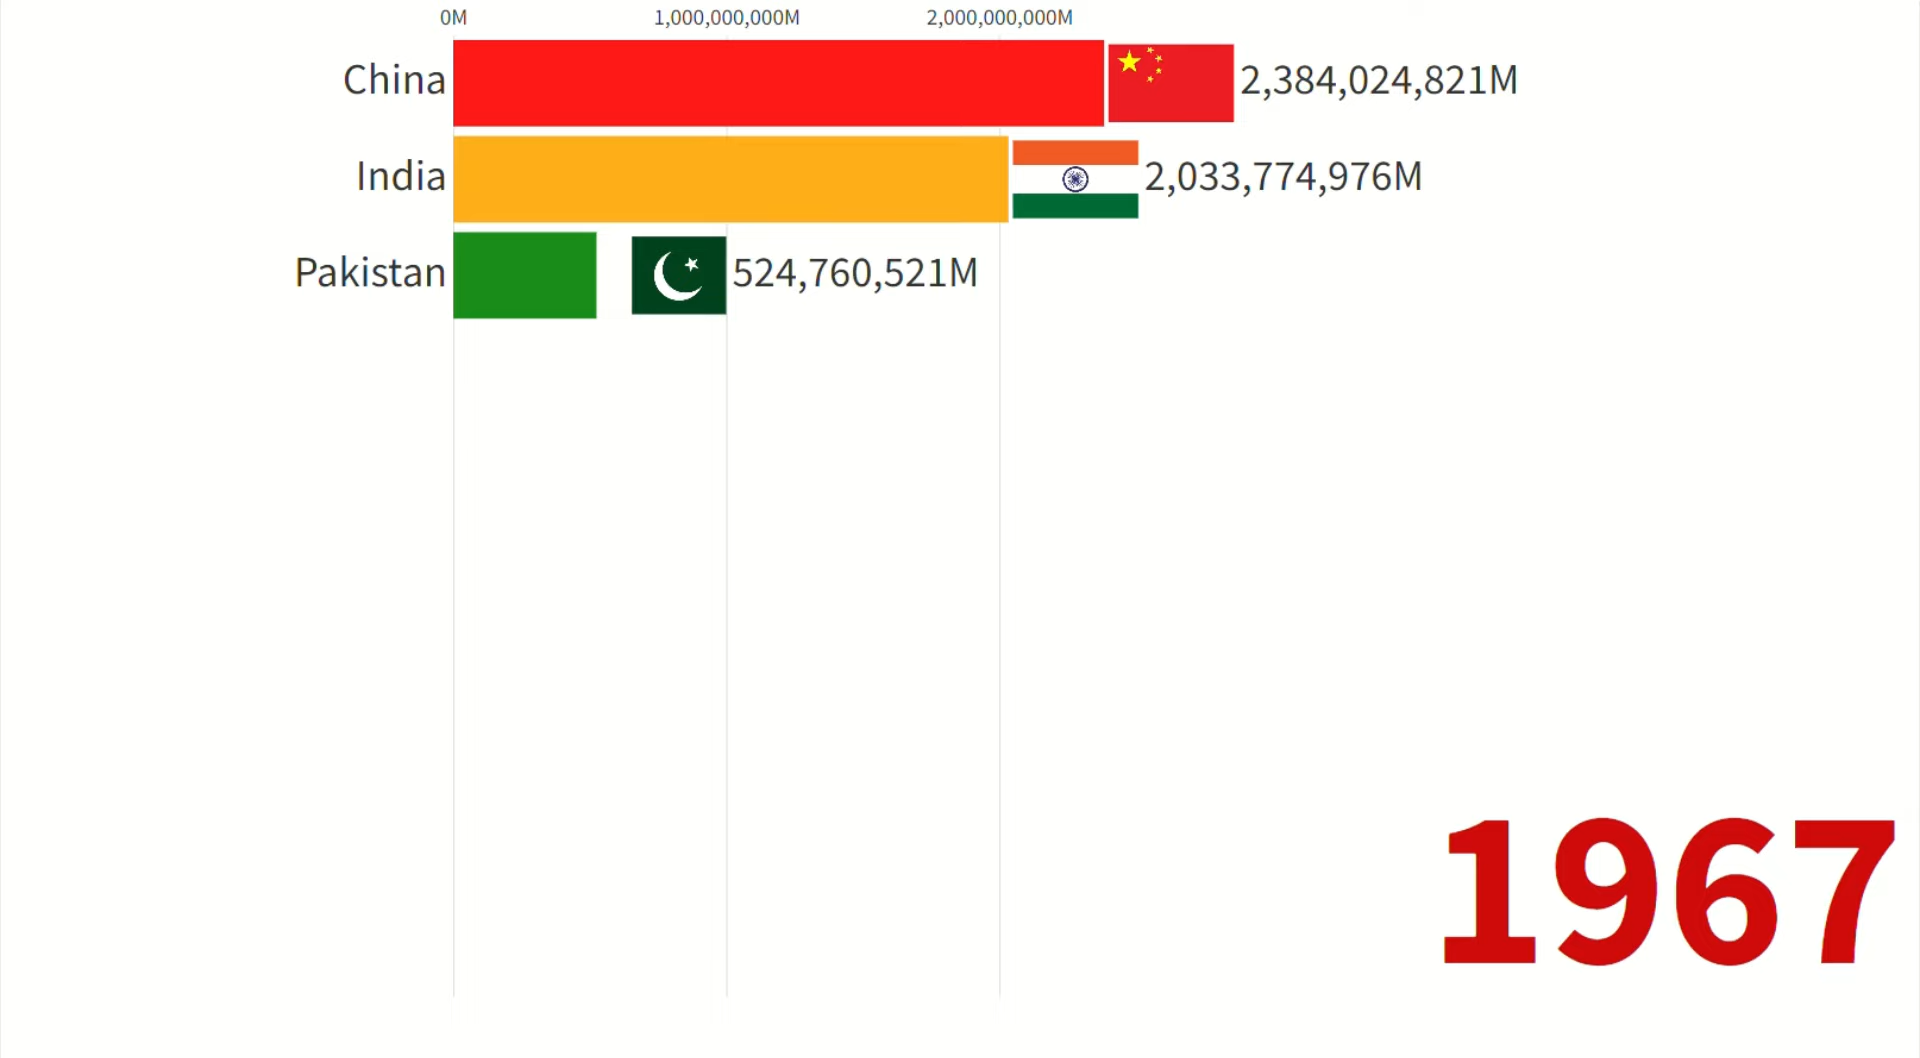 0M 1,000,000,000M 2,000,000,000M
China 2,384,024,821M
India 2,033,774,976M
Pakistan 524,760,521M
1967